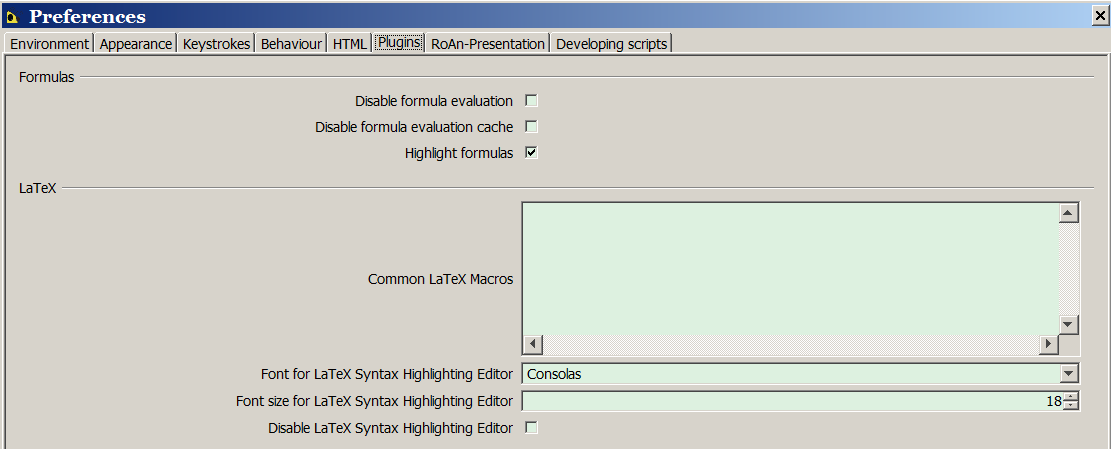 Preferences
Environment Appearance Keystrokes Behaviour HTML Plugins RoAn-Presentation Developing scripts
Formulas
Disable formula evaluation
Disable formula evaluation cache
Highlight formulas
LaTeX
Common LaTeX Macros
Font for LaTeX Syntax Highlighting Editor Consolas
Font size for LaTeX Syntax Highlighting Editor 18
Disable LaTeX Syntax Highlighting Editor